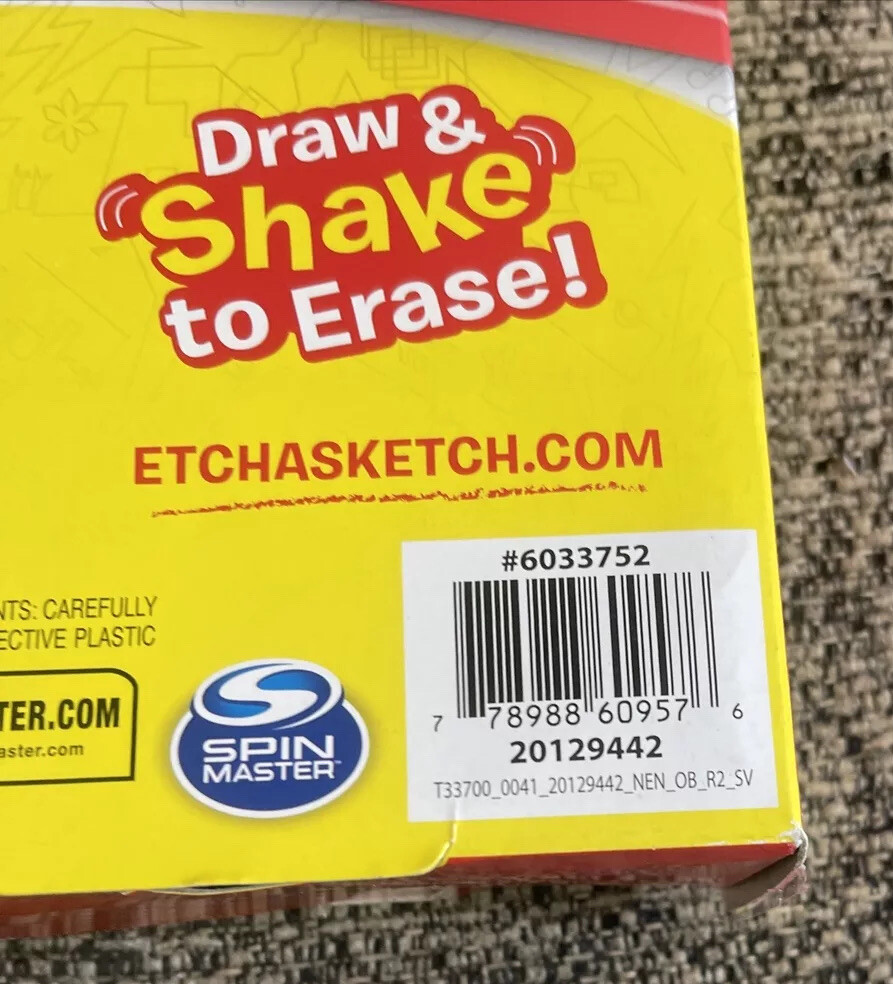 Draw &
Shake
to Erase!
ETCHASKETCH.COM
#6033752
NTS: CAREFULLY
ECTIVE PLASTIC
TER.COM
aster.com
SPIN
MASTER™
7 78988 60957 6
20129442
T33700_0041_20129442_NEN_OB_R2_SV